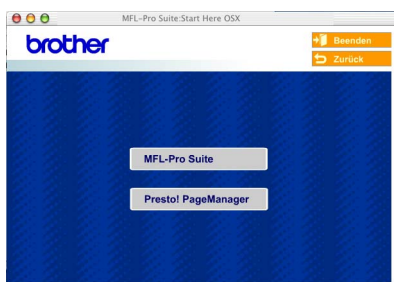 MFL-Pro Suite:Start Here OSX
brother
Beenden
Zurück
MFL-Pro Suite
Presto! PageManager